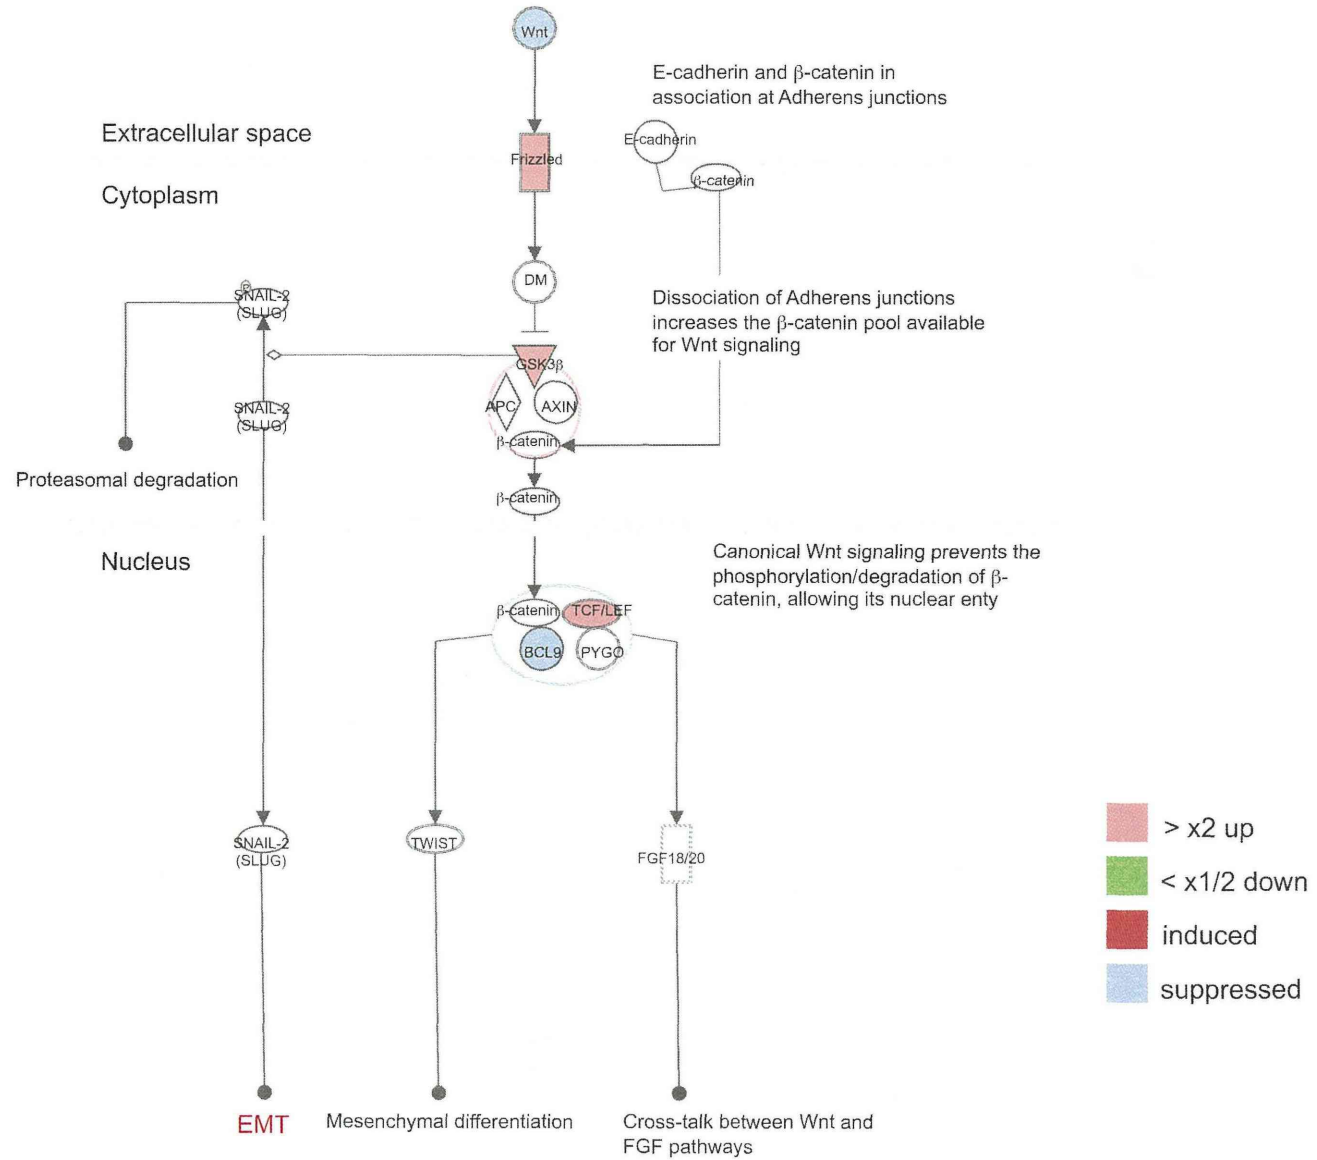 Wnt
E-cadherin and β-catenin in
association at Adherens junctions
Extracellular space
E-cadherin
Frizzled
β-catenin
Cytoplasm
DM
P
SNAIL-2
(SLUG)
Dissociation of Adherens junctions
increases the β-catenin pool available
for Wnt signaling
GSK3β
APC
AXIN
SNAIL-2
(SLUG)
β-catenin
Proteasomal degradation
β-catenin
Nucleus
Canonical Wnt signaling prevents the
phosphorylation/degradation of β-
catenin, allowing its nuclear enty
β-catenin
TCF/LEF
BCL9
PYGO
SNAIL-2
(SLUG)
TWIST
FGF18/20
> x2 up
< x1/2 down
induced
suppressed
EMT
Mesenchymal differentiation
Cross-talk between Wnt and
FGF pathways